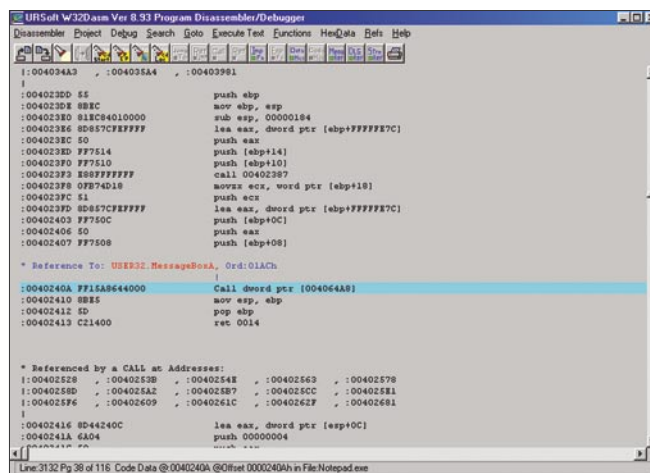 URSoft W32Dasm Ver 8.93 Program Disassembler/Debugger
Disassembler Project Debug Search Goto Execute Text Functions HexData Refs Help
|:004034A3 , :004035A4 , :00403981
|
:004023DD 55 push ebp
:004023DE 8BEC mov ebp, esp
:004023E0 81EC84010000 sub esp, 00000184
:004023E6 8D857CFEFFFF lea eax, dword ptr [ebp+FFFFFE7C]
:004023EC 50 push eax
:004023ED FF7514 push [ebp+14]
:004023F0 FF7510 push [ebp+10]
:004023F3 E88FFFFFFF call 00402387
:004023F8 0FB74D18 movzx ecx, word ptr [ebp+18]
:004023FC 51 push ecx
:004023FD 8D857CFEFFFF lea eax, dword ptr [ebp+FFFFFE7C]
:00402403 FF750C push [ebp+0C]
:00402406 50 push eax
:00402407 FF7508 push [ebp+08]
* Reference To: USER32.MessageBoxA, Ord:01ACh
|
:0040240A FF15A8644000 Call dword ptr [004064A8]
:00402410 8BE5 mov esp, ebp
:00402412 5D pop ebp
:00402413 C21400 ret 0014
* Referenced by a CALL at Addresses:
|:00402528 , :0040253B , :0040254E , :00402563 , :00402578
|:0040258D , :004025A2 , :004025B7 , :004025CC , :004025E1
|:004025F6 , :00402609 , :0040261C , :0040262F , :00402681
|
:00402416 8D44240C lea eax, dword ptr [esp+0C]
:0040241A 6A04 push 00000004
Line:3132 Pg 38 of 116 Code Data @:0040240A @Offset 0000240Ah in File:Notepad.exe